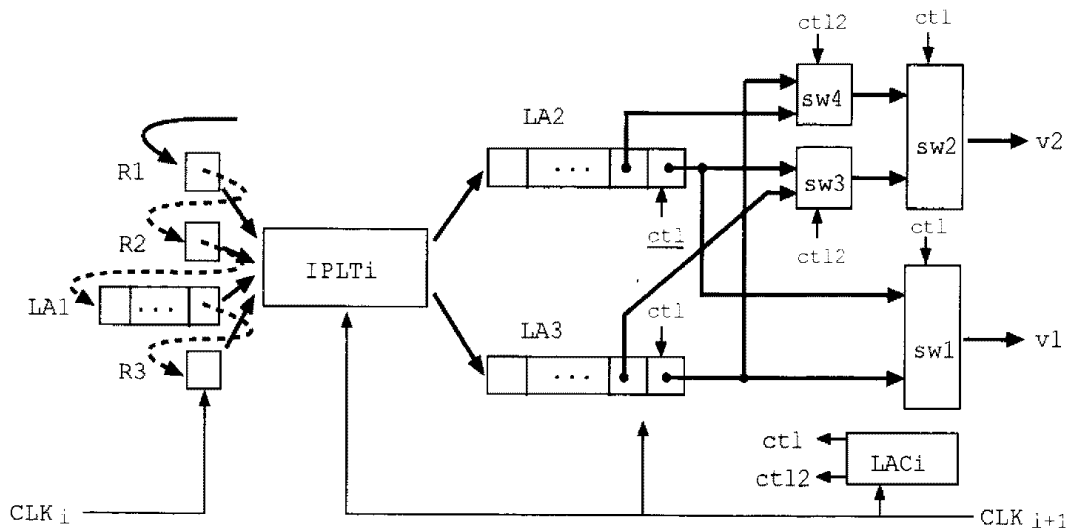 ctl2
ctl
LA2
sw4
R1
...
sw2
v2
sw3
R2
ctl
ctl2
ctl
IPLTi
LA1
...
LA3
ctl
sw1
v1
R3
...
ctl
LACi
ctl2
CLK i
CLK i+1